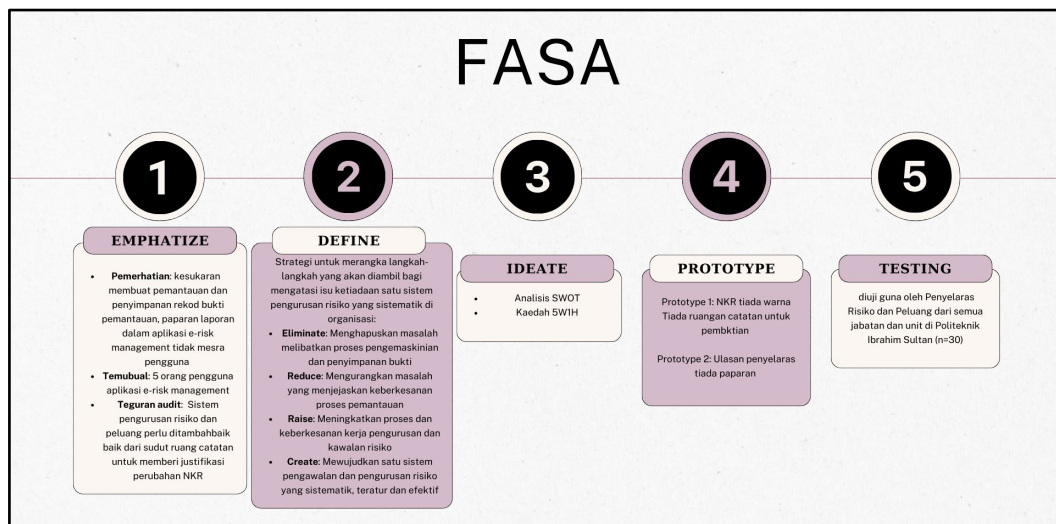 FASA
1
EMPHATIZE
• Pemerhatian: kesukaran
membuat pemantauan dan
penyimpanan rekod bukti
pemantauan, paparan laporan
dalam aplikasi e-risk
management tidak mesra
pengguna
• Temubual: 5 orang pengguna
aplikasi e-risk management
• Teguran audit: Sistem
pengurusan risiko dan
peluang perlu ditambahbaik
baik dari sudut ruang catatan
untuk memberi justifikasi
perubahan NKR
2
DEFINE
Strategi untuk merangka langkah-
langkah yang akan diambil bagi
mengatasi isu ketiadaan satu sistem
pengurusan risiko yang sistematik di
organisasi:
• Eliminate: Menghapuskan masalah
melibatkan proses pengemaskinian
dan penyimpanan bukti
• Reduce: Mengurangkan masalah
yang menjejaskan keberkesanan
proses pemantauan
• Raise: Meningkatkan proses dan
keberkesanan kerja pengurusan dan
kawalan risiko
• Create: Mewujudkan satu sistem
pengawalan dan pengurusan risiko
yang sistematik, teratur dan efektif
3
IDEATE
• Analisis SWOT
• Kaedah 5W1H
4
PROTOTYPE
Prototype 1: NKR tiada warna
Tiada ruangan catatan untuk
pembktian
Prototype 2: Ulasan penyelaras
tiada paparan
5
TESTING
diuji guna oleh Penyelaras
Risiko dan Peluang dari semua
jabatan dan unit di Politeknik
Ibrahim Sultan (n=30)